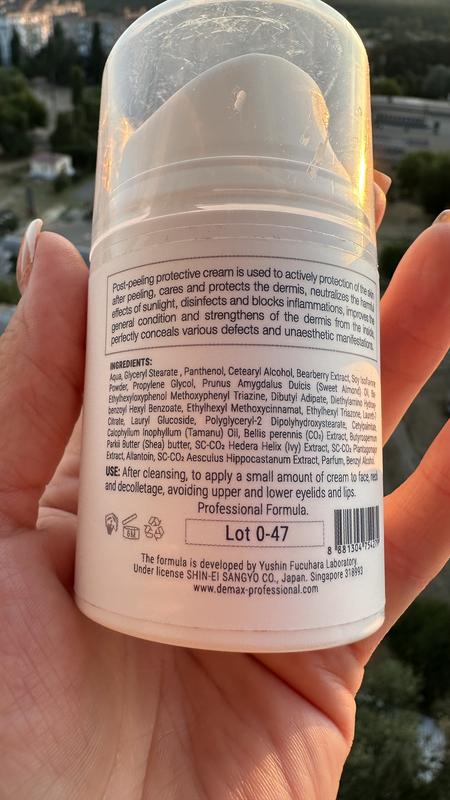 Post-peeling protective cream is used to actively protection of the skin
after peeling, cares and protects the dermis, neutralizes the harmful
effects of sunlight, disinfects and blocks inflammations, improves the
general condition and strengthens of the dermis from the inside,
perfectly conceals various defects and unaesthetic manifestations.
INGREDIENTS:
Aqua, Glyceryl Stearate , Panthenol, Cetearyl Alcohol, Bearberry Extract, Soy Isoflavone
Powder, Propylene Glycol, Prunus Amygdalus Dulcis (Sweet Almond) Oil,
Ethylhexyloxyphenol Methoxyphenyl Triazine, Dibutyl Adipate, Diethylamino Hydroxy-
benzoyl Hexyl Benzoate, Ethylhexyl Methoxycinnamat, Ethylhexyl Triazone,
Citrate, Lauryl Glucoside, Polyglyceryl-2 Dipolyhydroxystearate,
Calophyllum Inophyllum (Tamanu) Oil, Bellis perennis (CO₂) Extract, Butyrospermum
Parkii Butter (Shea) butter, SC-CO₂ Hedera Helix (Ivy) Extract, SC-CO₂
Extract, Allantoin, SC-CO₂ Aesculus Hippocastanum Extract, Parfum, Benzyl Alcohol
USE: After cleansing, to apply a small amount of cream to face, neck
and decolletage, avoiding upper and lower eyelids and lips.
Professional Formula.
6M
Lot 0-47
The formula is developed by Yushin Fucuhara Laboratory.
Under license SHIN-EI SANGYO CO., Japan. Singapore 318993
www.demax-professional.com